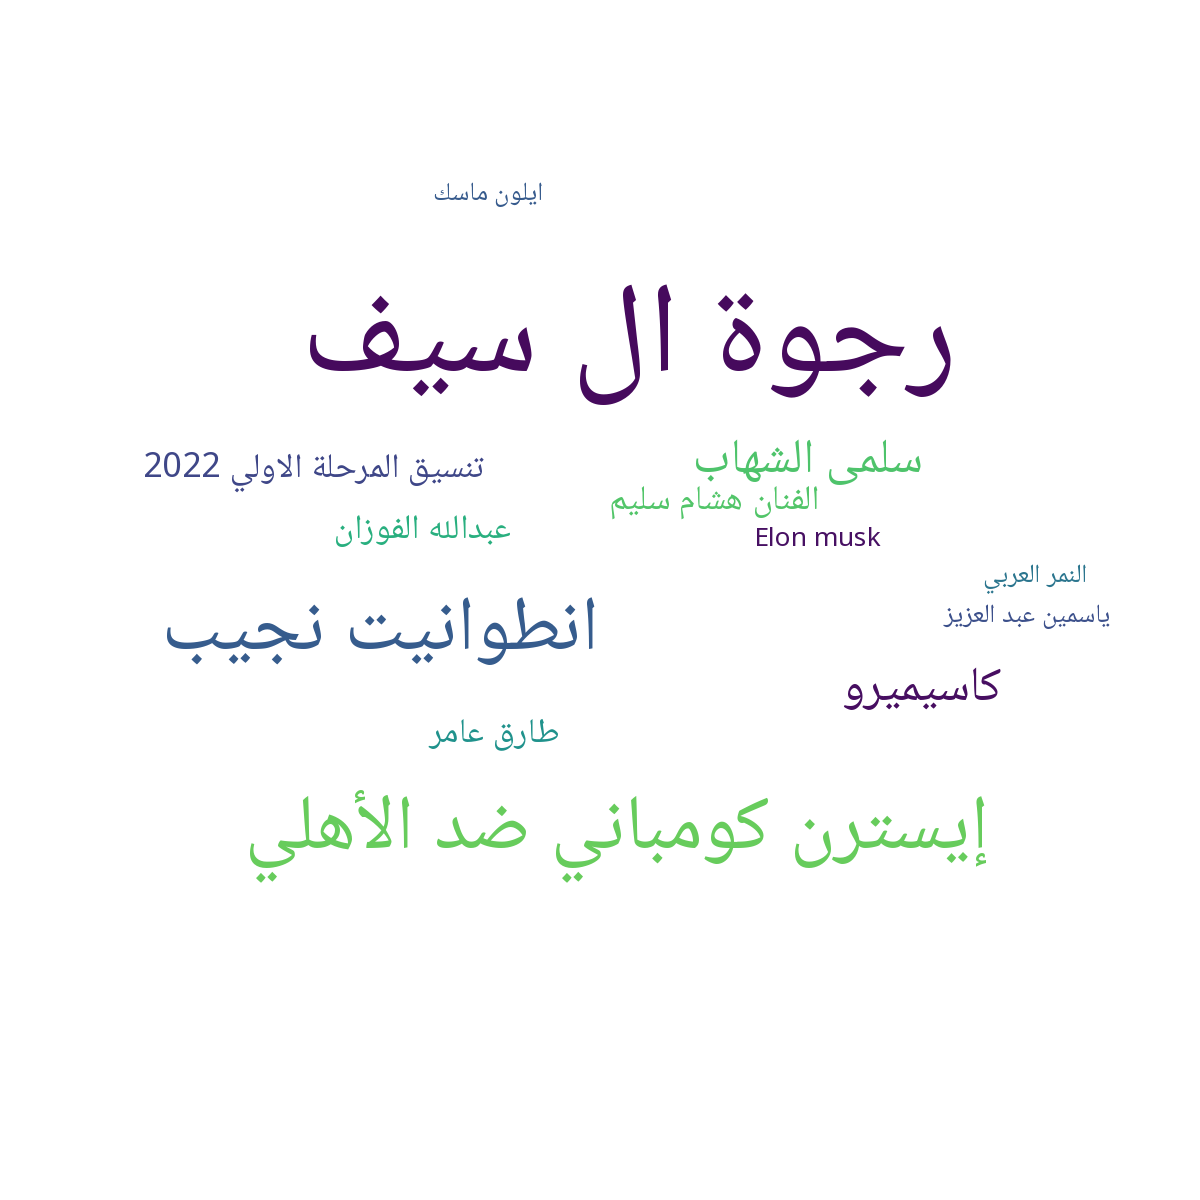 ايلون ماسك
رجوة ال سيف
سلمى الشهاب
تنسيق المرحلة الاولي 2022
الفنان هشام سليم
عبدالله الفوزان
Elon musk
النمر العربي
ياسمين عبد العزيز
انطوانيت نجيب
كاسيميرو
طارق عامر
إيسترن كومباني ضد الأهلي